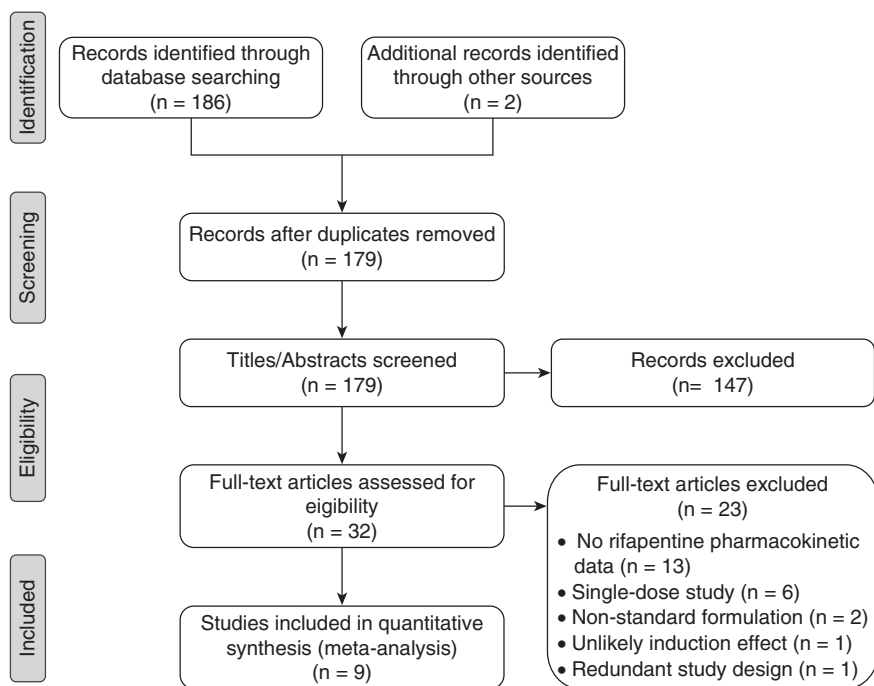 Identification
Records identified through
database searching
(n = 186)
Additional records identified
through other sources
(n = 2)
Screening
Records after duplicates removed
(n = 179)
Eligibility
Titles/Abstracts screened
(n = 179)
Records excluded
(n= 147)
Full-text articles assessed for
eigibility
(n = 32)
Full-text articles excluded
(n = 23)
• No rifapentine pharmacokinetic
data (n = 13)
• Single-dose study (n = 6)
• Non-standard formulation (n = 2)
• Unlikely induction effect (n = 1)
• Redundant study design (n = 1)
Included
Studies included in quantitative
synthesis (meta-analysis)
n = 9)